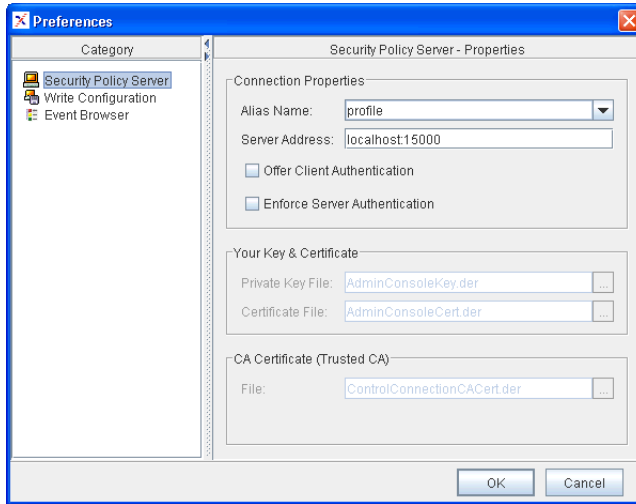 Preferences
Category
Security Policy Server
Write Configuration
Event Browser
Security Policy Server - Properties
Connection Properties
Alias Name: profile
Server Address: localhost:15000
Offer Client Authentication
Enforce Server Authentication
Your Key & Certificate
Private Key File: AdminConsoleKey.der ...
Certificate File: AdminConsoleCert.der ...
CA Certificate (Trusted CA)
File: ControlConnectionCACert.der ...
OK Cancel